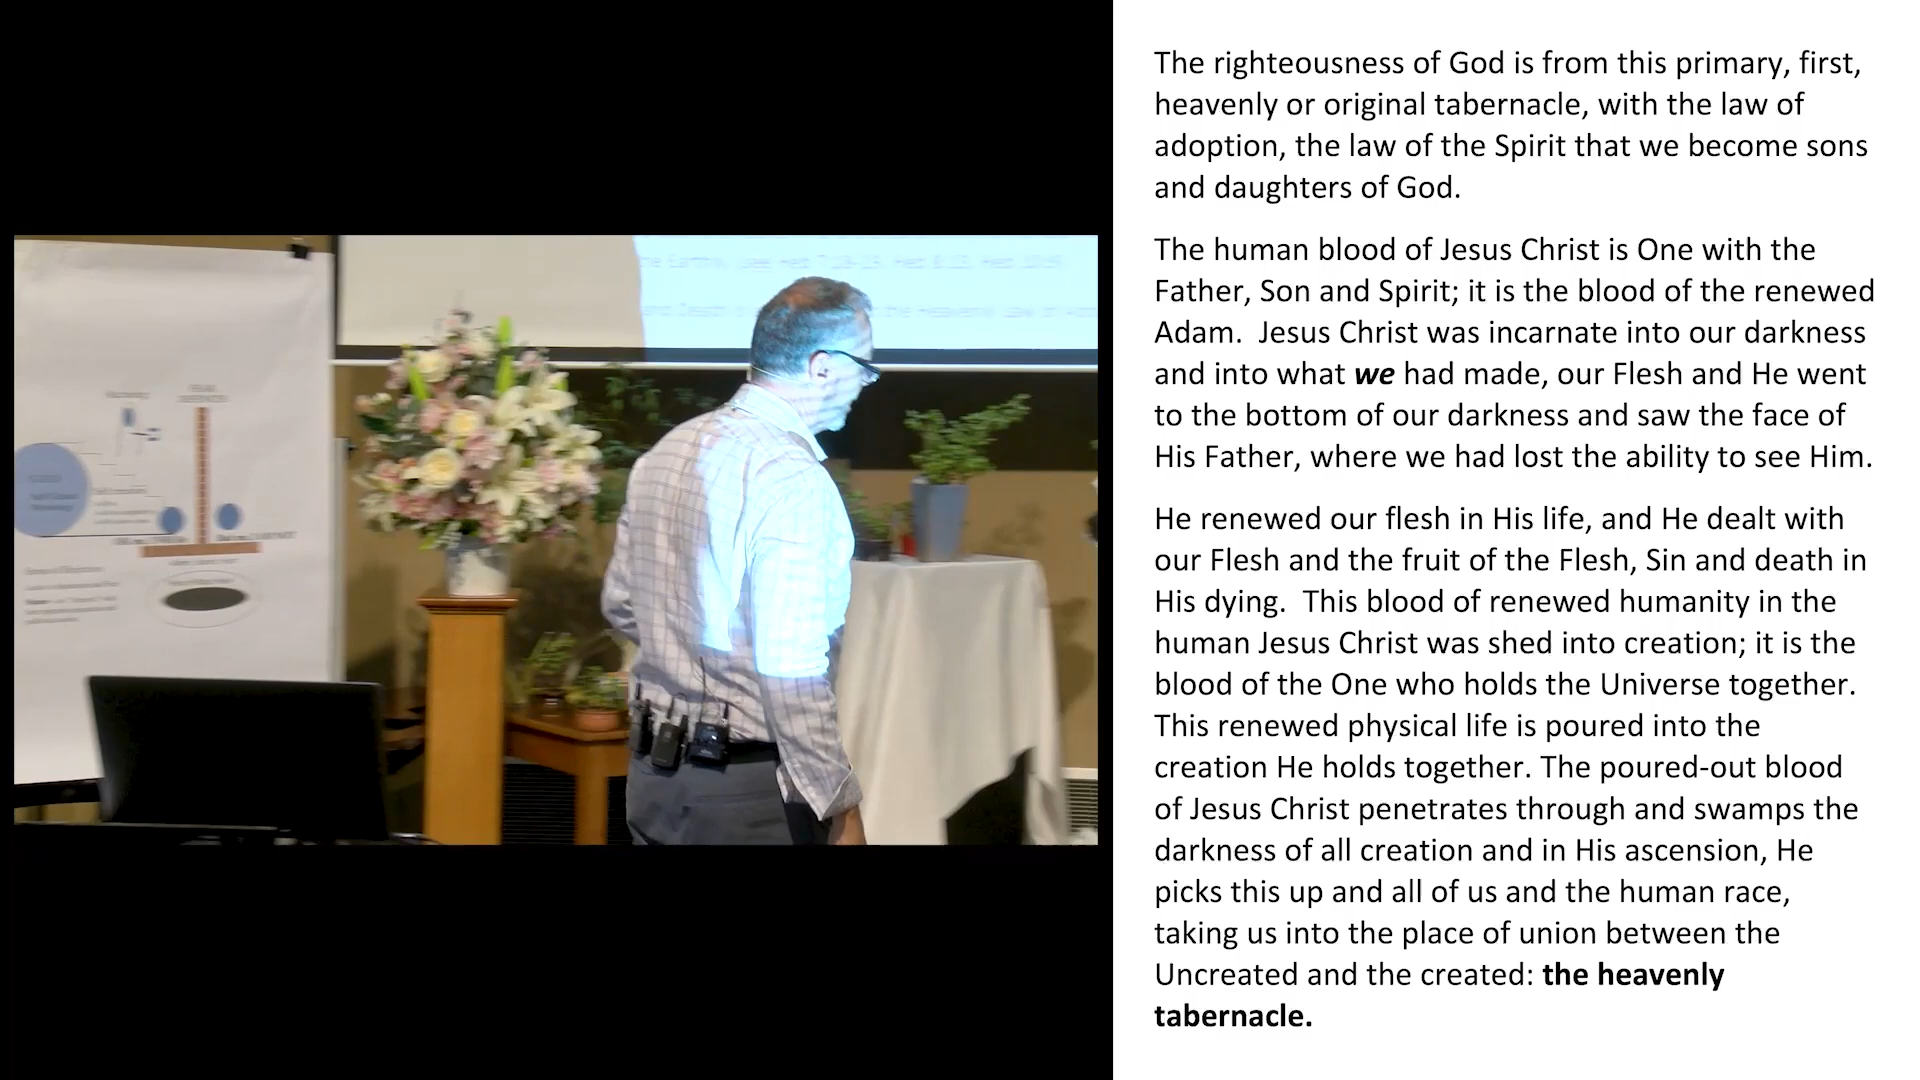 The righteousness of God is from this primary, first,
heavenly or original tabernacle, with the law of
adoption, the law of the Spirit that we become sons
and daughters of God.
The human blood of Jesus Christ is One with the
Father, Son and Spirit; it is the blood of the renewed
Adam.  Jesus Christ was incarnate into our darkness
and into what we had made, our Flesh and He went
to the bottom of our darkness and saw the face of
His Father, where we had lost the ability to see Him.
He renewed our flesh in His life, and He dealt with
our Flesh and the fruit of the Flesh, Sin and death in
His dying.  This blood of renewed humanity in the
human Jesus Christ was shed into creation; it is the
blood of the One who holds the Universe together.
This renewed physical life is poured into the
creation He holds together. The poured-out blood
of Jesus Christ penetrates through and swamps the
darkness of all creation and in His ascension, He
picks this up and all of us and the human race,
taking us into the place of union between the
Uncreated and the created: the heavenly
tabernacle.